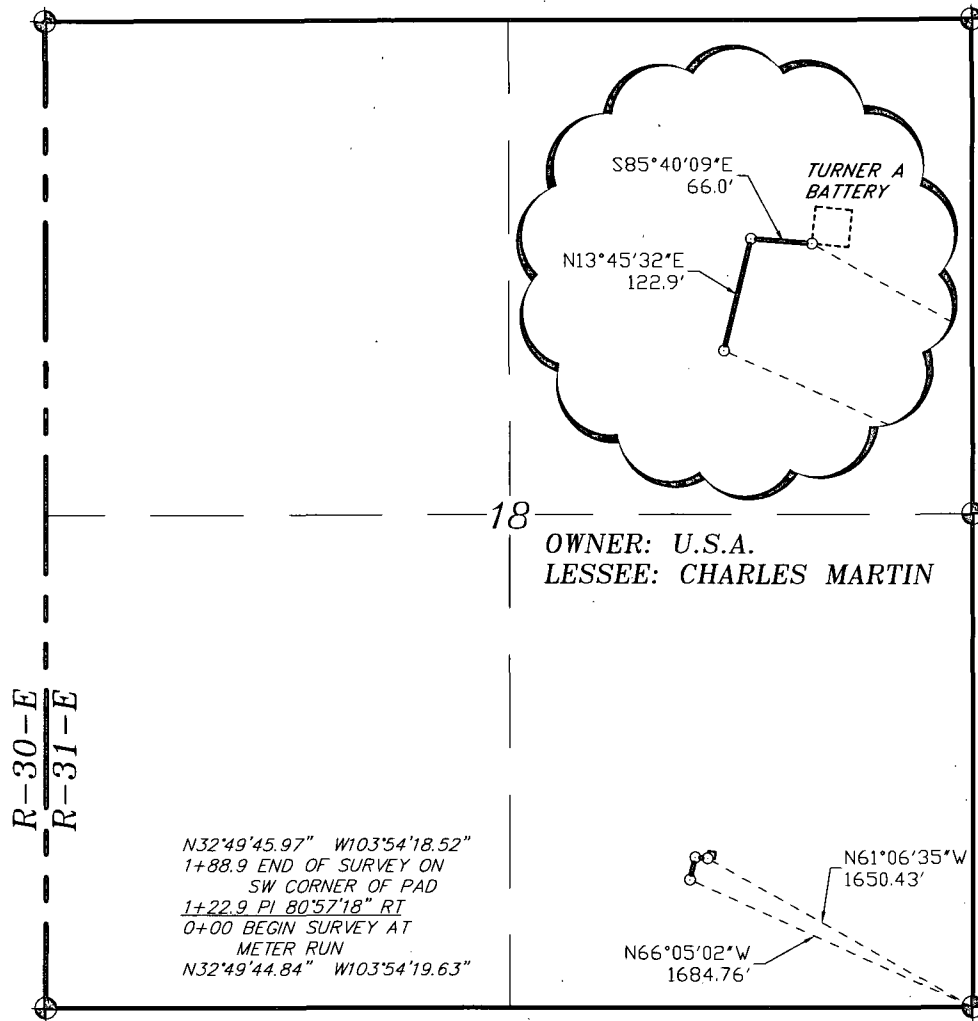 S85°40'09"E
66.0'
TURNER A
BATTERY
N13°45'32"E
122.9'
18
OWNER: U.S.A.
LESSEE: CHARLES MARTIN
R-30-E
R-31-E
N32°49'45.97" W103°54'18.52"
1+88.9 END OF SURVEY ON
SW CORNER OF PAD
1+22.9 PI 80°57'18" RT
0+00 BEGIN SURVEY AT
METER RUN
N32°49'44.84" W103°54'19.63"
N61°06'35"W
1650.43'
N66°05'02"W
1684.76'